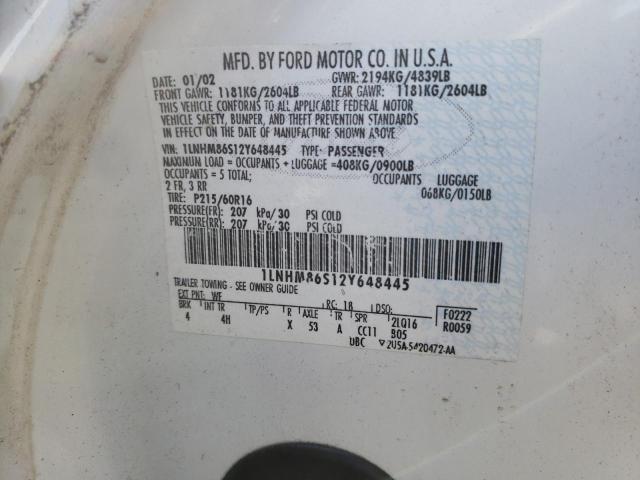 MFD. BY FORD MOTOR CO. IN U.S.A.
DATE: 01/02 GVWR: 2194KG/4839LB
FRONT GAWR: 1181KG/2604LB REAR GAWR: 1181KG/2604LB
THIS VEHICLE CONFORMS TO ALL APPLICABLE FEDERAL MOTOR
VEHICLE SAFETY, BUMPER, AND THEFT PREVENTION STANDARDS
IN EFFECT ON THE DATE OF MANUFACTURE SHOWN ABOVE.
VIN: 1LNHM86S12Y648445 TYPE: PASSENGER
MAXIMUM LOAD = OCCUPANTS + LUGGAGE = 408KG/0900LB
OCCUPANTS = 5 TOTAL; OCCUPANTS LUGGAGE
2 FR, 3 RR 068KG/0150LB
TIRE: P215/60R16
PRESSURE(FR): 207 kPa/30 PSI COLD
PRESSURE(RR): 207 kPa/30 PSI COLD
1LNHM86S12Y648445
TRAILER TOWING - SEE OWNER GUIDE
EXT PNT: WF RC: 18 DSO: F0222
BRK INT TR TP/PS R AXLE TR SPR 2LQ16 R0059
4 4H X 53 A CC11 B05
UBC ▽ 2USA-5420472-AA